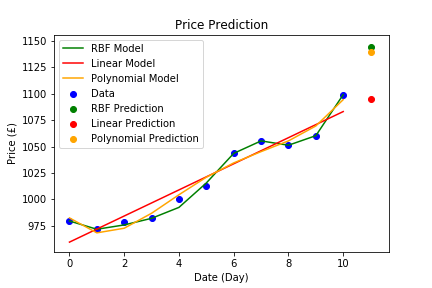 Price Prediction
Price (£)
1150
1125
1100
1075
1050
1025
1000
975
RBF Model
Linear Model
Polynomial Model
Data
RBF Prediction
Linear Prediction
Polynomial Prediction
0 2 4 6 8 10
Date (Day)